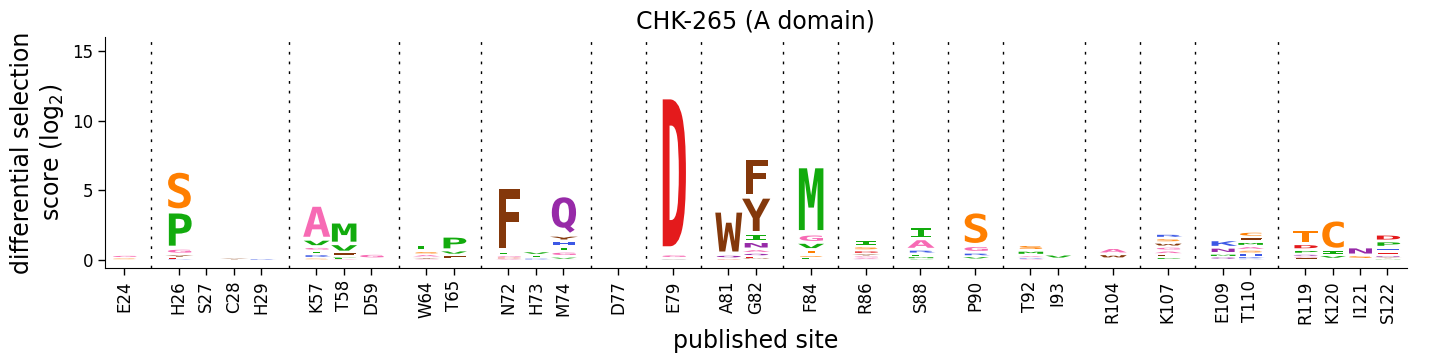 CHK-265 (A domain)
differential selection
score (log₂)
15
10
5
0
S
P
A
M
P
F
Q
D
W
F
Y
M
I
A
S
T
C
N
D
E24 H26 S27 C28 H29 K57 T58 D59 W64 T65 N72 H73 M74 D77 E79 A81 G82 F84 R86 S88 P90 T92 I93 R104 K107 E109 T110 R119 K120 I121 S122
published site